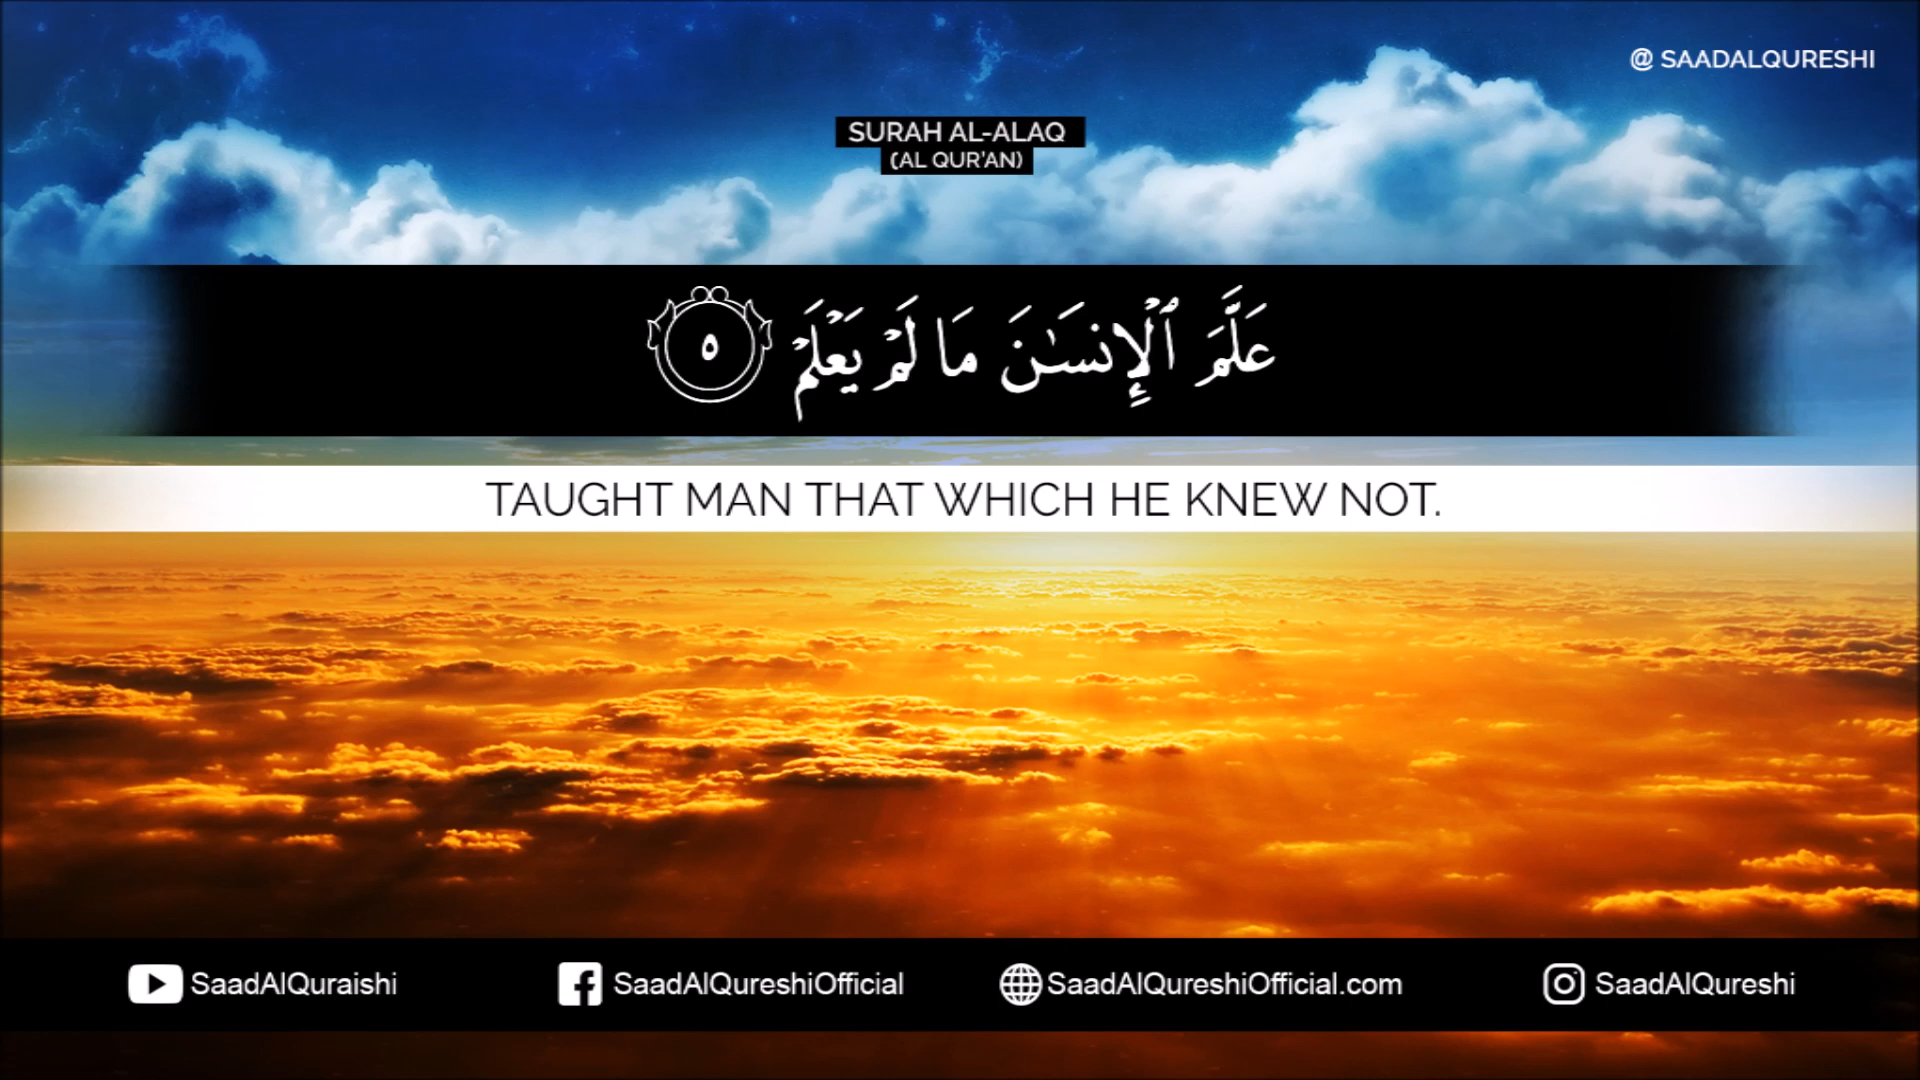 @ SAADALQURESHI
SURAH AL-ALAQ
(AL QUR'AN)
عَلَّمَ ٱلْإِنسَـٰنَ مَا لَمْ يَعْلَمْ ٥
TAUGHT MAN THAT WHICH HE KNEW NOT.
SaadAlQuraishi
SaadAlQureshiOfficial
SaadAlQureshiOfficial.com
SaadAlQureshi